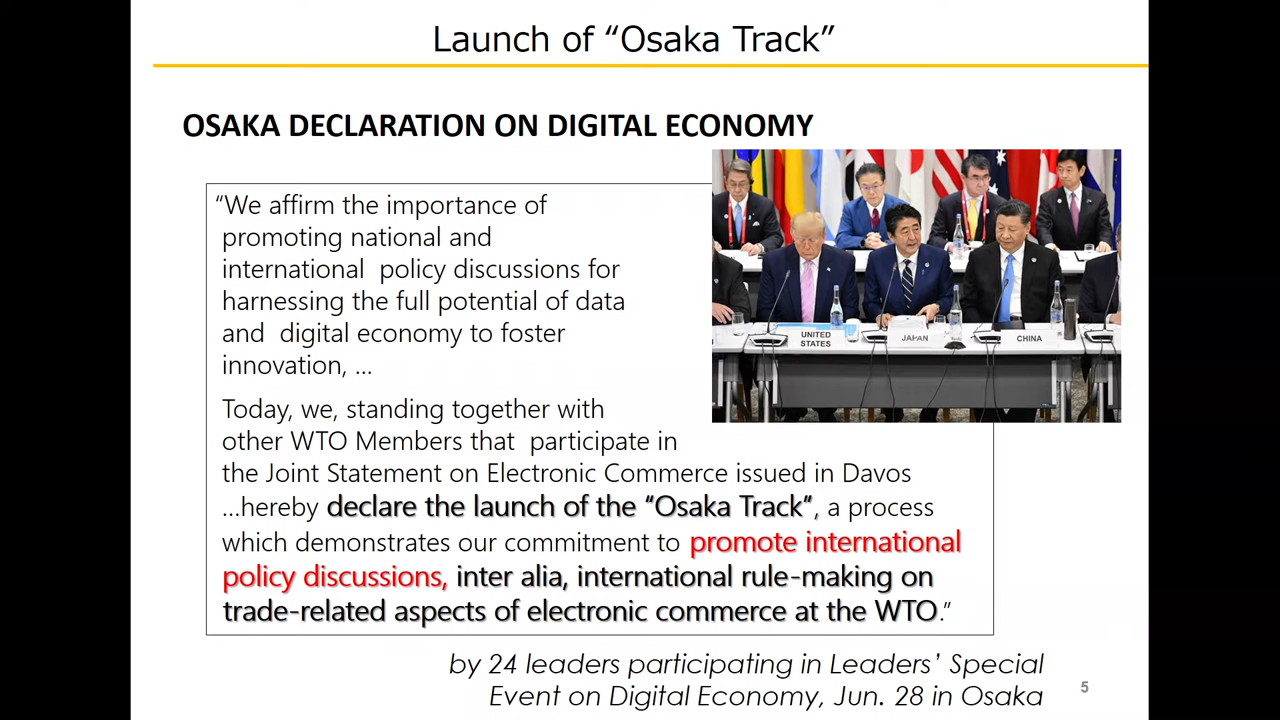 Launch of “Osaka Track”
OSAKA DECLARATION ON DIGITAL ECONOMY
“We affirm the importance of
promoting national and
international policy discussions for
harnessing the full potential of data
and digital economy to foster
innovation, ...
Today, we, standing together with
other WTO Members that participate in
the Joint Statement on Electronic Commerce issued in Davos
...hereby declare the launch of the “Osaka Track”, a process
which demonstrates our commitment to promote international
policy discussions, inter alia, international rule-making on
trade-related aspects of electronic commerce at the WTO.”
UNITED
STATES
JAPAN
CHINA
by 24 leaders participating in Leaders’ Special
Event on Digital Economy, Jun. 28 in Osaka
5